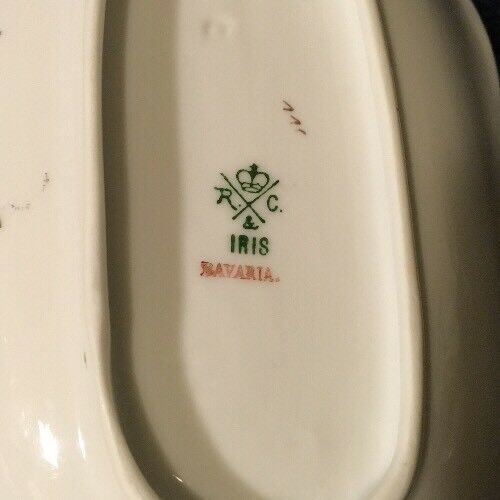 R. C.
&
IRIS
BAVARIA.